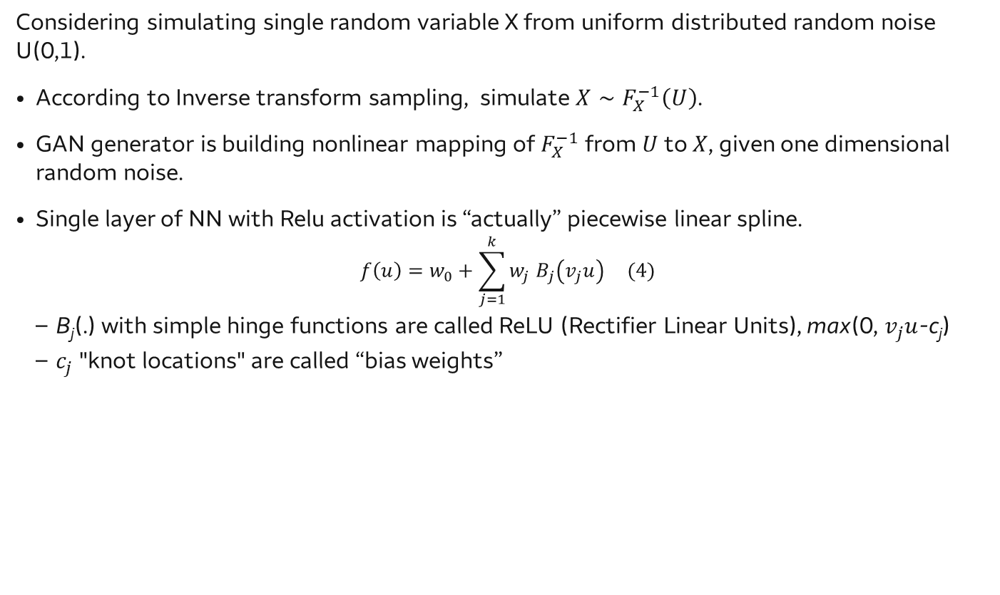 Considering simulating single random variable X from uniform distributed random noise
U(0,1).
• According to Inverse transform sampling, simulate X ~ F_X^{-1}(U).
• GAN generator is building nonlinear mapping of F_X^{-1} from U to X, given one dimensional
random noise.
• Single layer of NN with Relu activation is “actually” piecewise linear spline.
f(u) = w_0 + \sum_{j=1}^{k} w_j B_j(v_j u) (4)
– B_j(.) with simple hinge functions are called ReLU (Rectifier Linear Units), max(0, v_j u-c_j)
– c_j "knot locations" are called “bias weights”